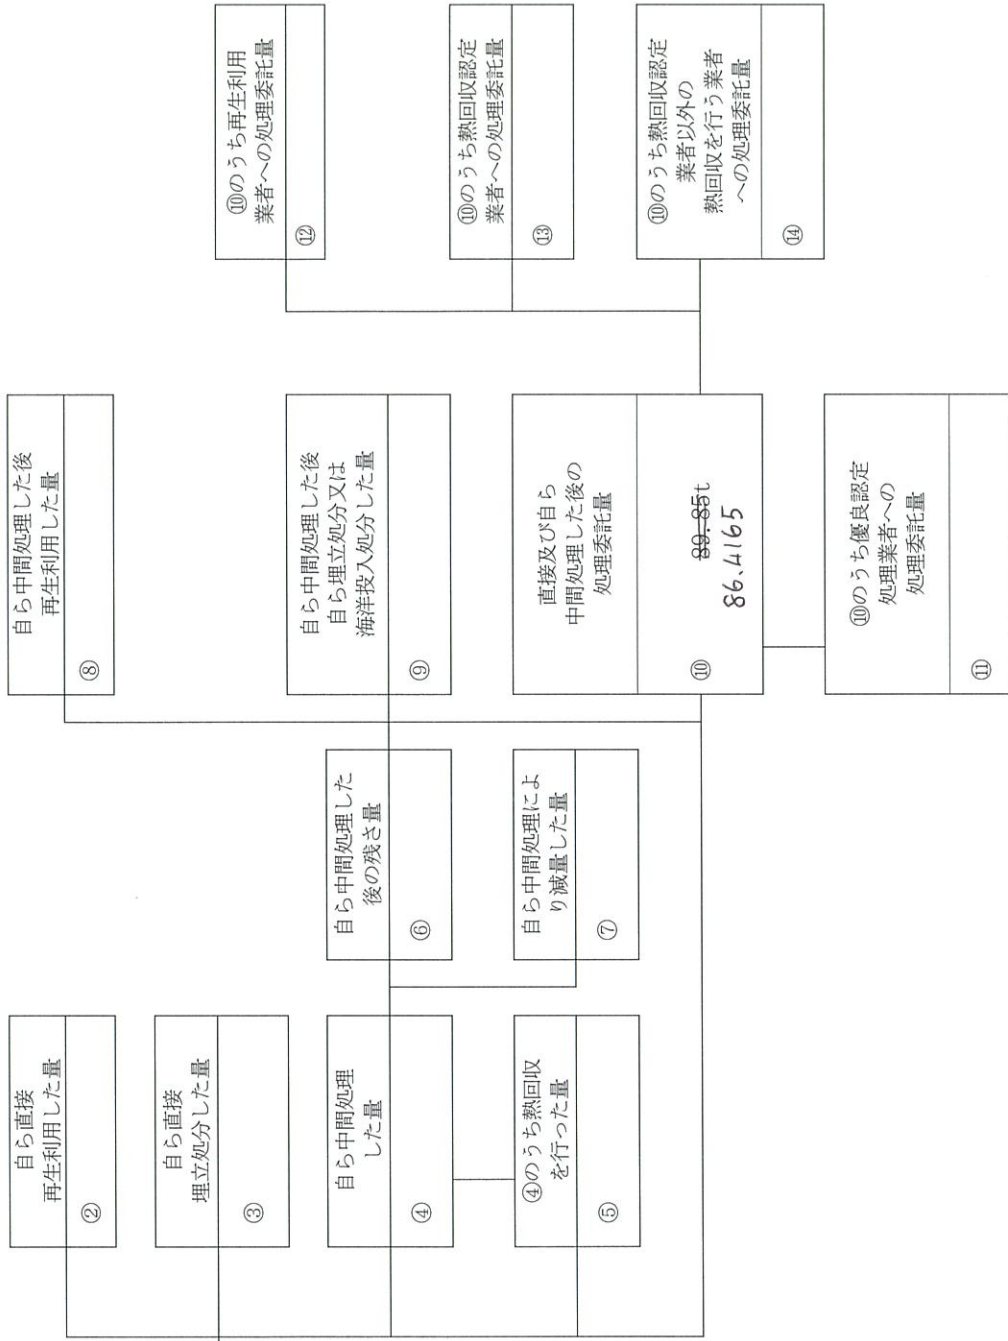 自ら直接
再生利用した量
②
自ら直接
埋立処分した量
③
自ら中間処理
した量
④
④のうち熱回収
を行った量
⑤
自ら中間処理した
後の残さ量
⑥
自ら中間処理によ
り減量した量
⑦
自ら中間処理した後
再生利用した量
⑧
自ら中間処理した後
自ら埋立処分又は
海洋投入処分した量
⑨
直接及び自ら
中間処理した後の
処理委託量
⑩
89.85t
86.4165
⑩のうち優良認定
処理業者への
処理委託量
⑪
⑩のうち再生利用
業者への処理委託量
⑫
⑩のうち熱回収認定
業者への処理委託量
⑬
⑩のうち熱回収認定
業者以外の
熱回収を行う業者
への処理委託量
⑭